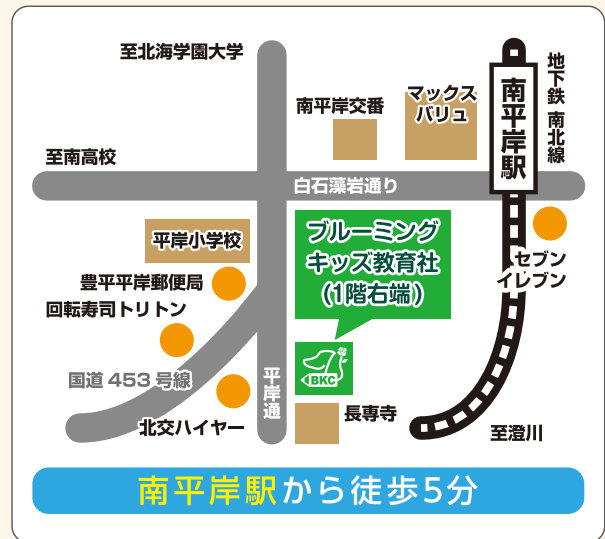 至北海学園大学
地下鉄 南北線
マックス
バリュ
南平岸交番
南平岸駅
至南高校
白石藻岩通り
ブルーミング
キッズ教育社
(1階右端)
平岸小学校
セブン
イレブン
豊平平岸郵便局
回転寿司トリトン
BKC
国道453号線
平岸通
長専寺
北交ハイヤー
至澄川
南平岸駅から徒歩5分